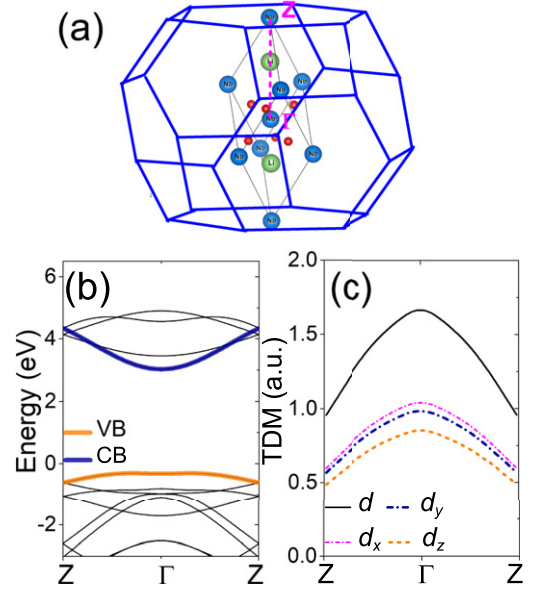 (a)
Z
Nb
Li
Nb
Nb
Nb
Nb
Γ
Nb
Nb
Nb
Li
Nb
(b)
Energy (eV)
6
4
2
0
-2
VB
CB
Z
Γ
Z
(c)
TDM (a.u.)
2.0
1.5
1.0
0.5
0.0
d
dy
dx
dz
Z
Γ
Z